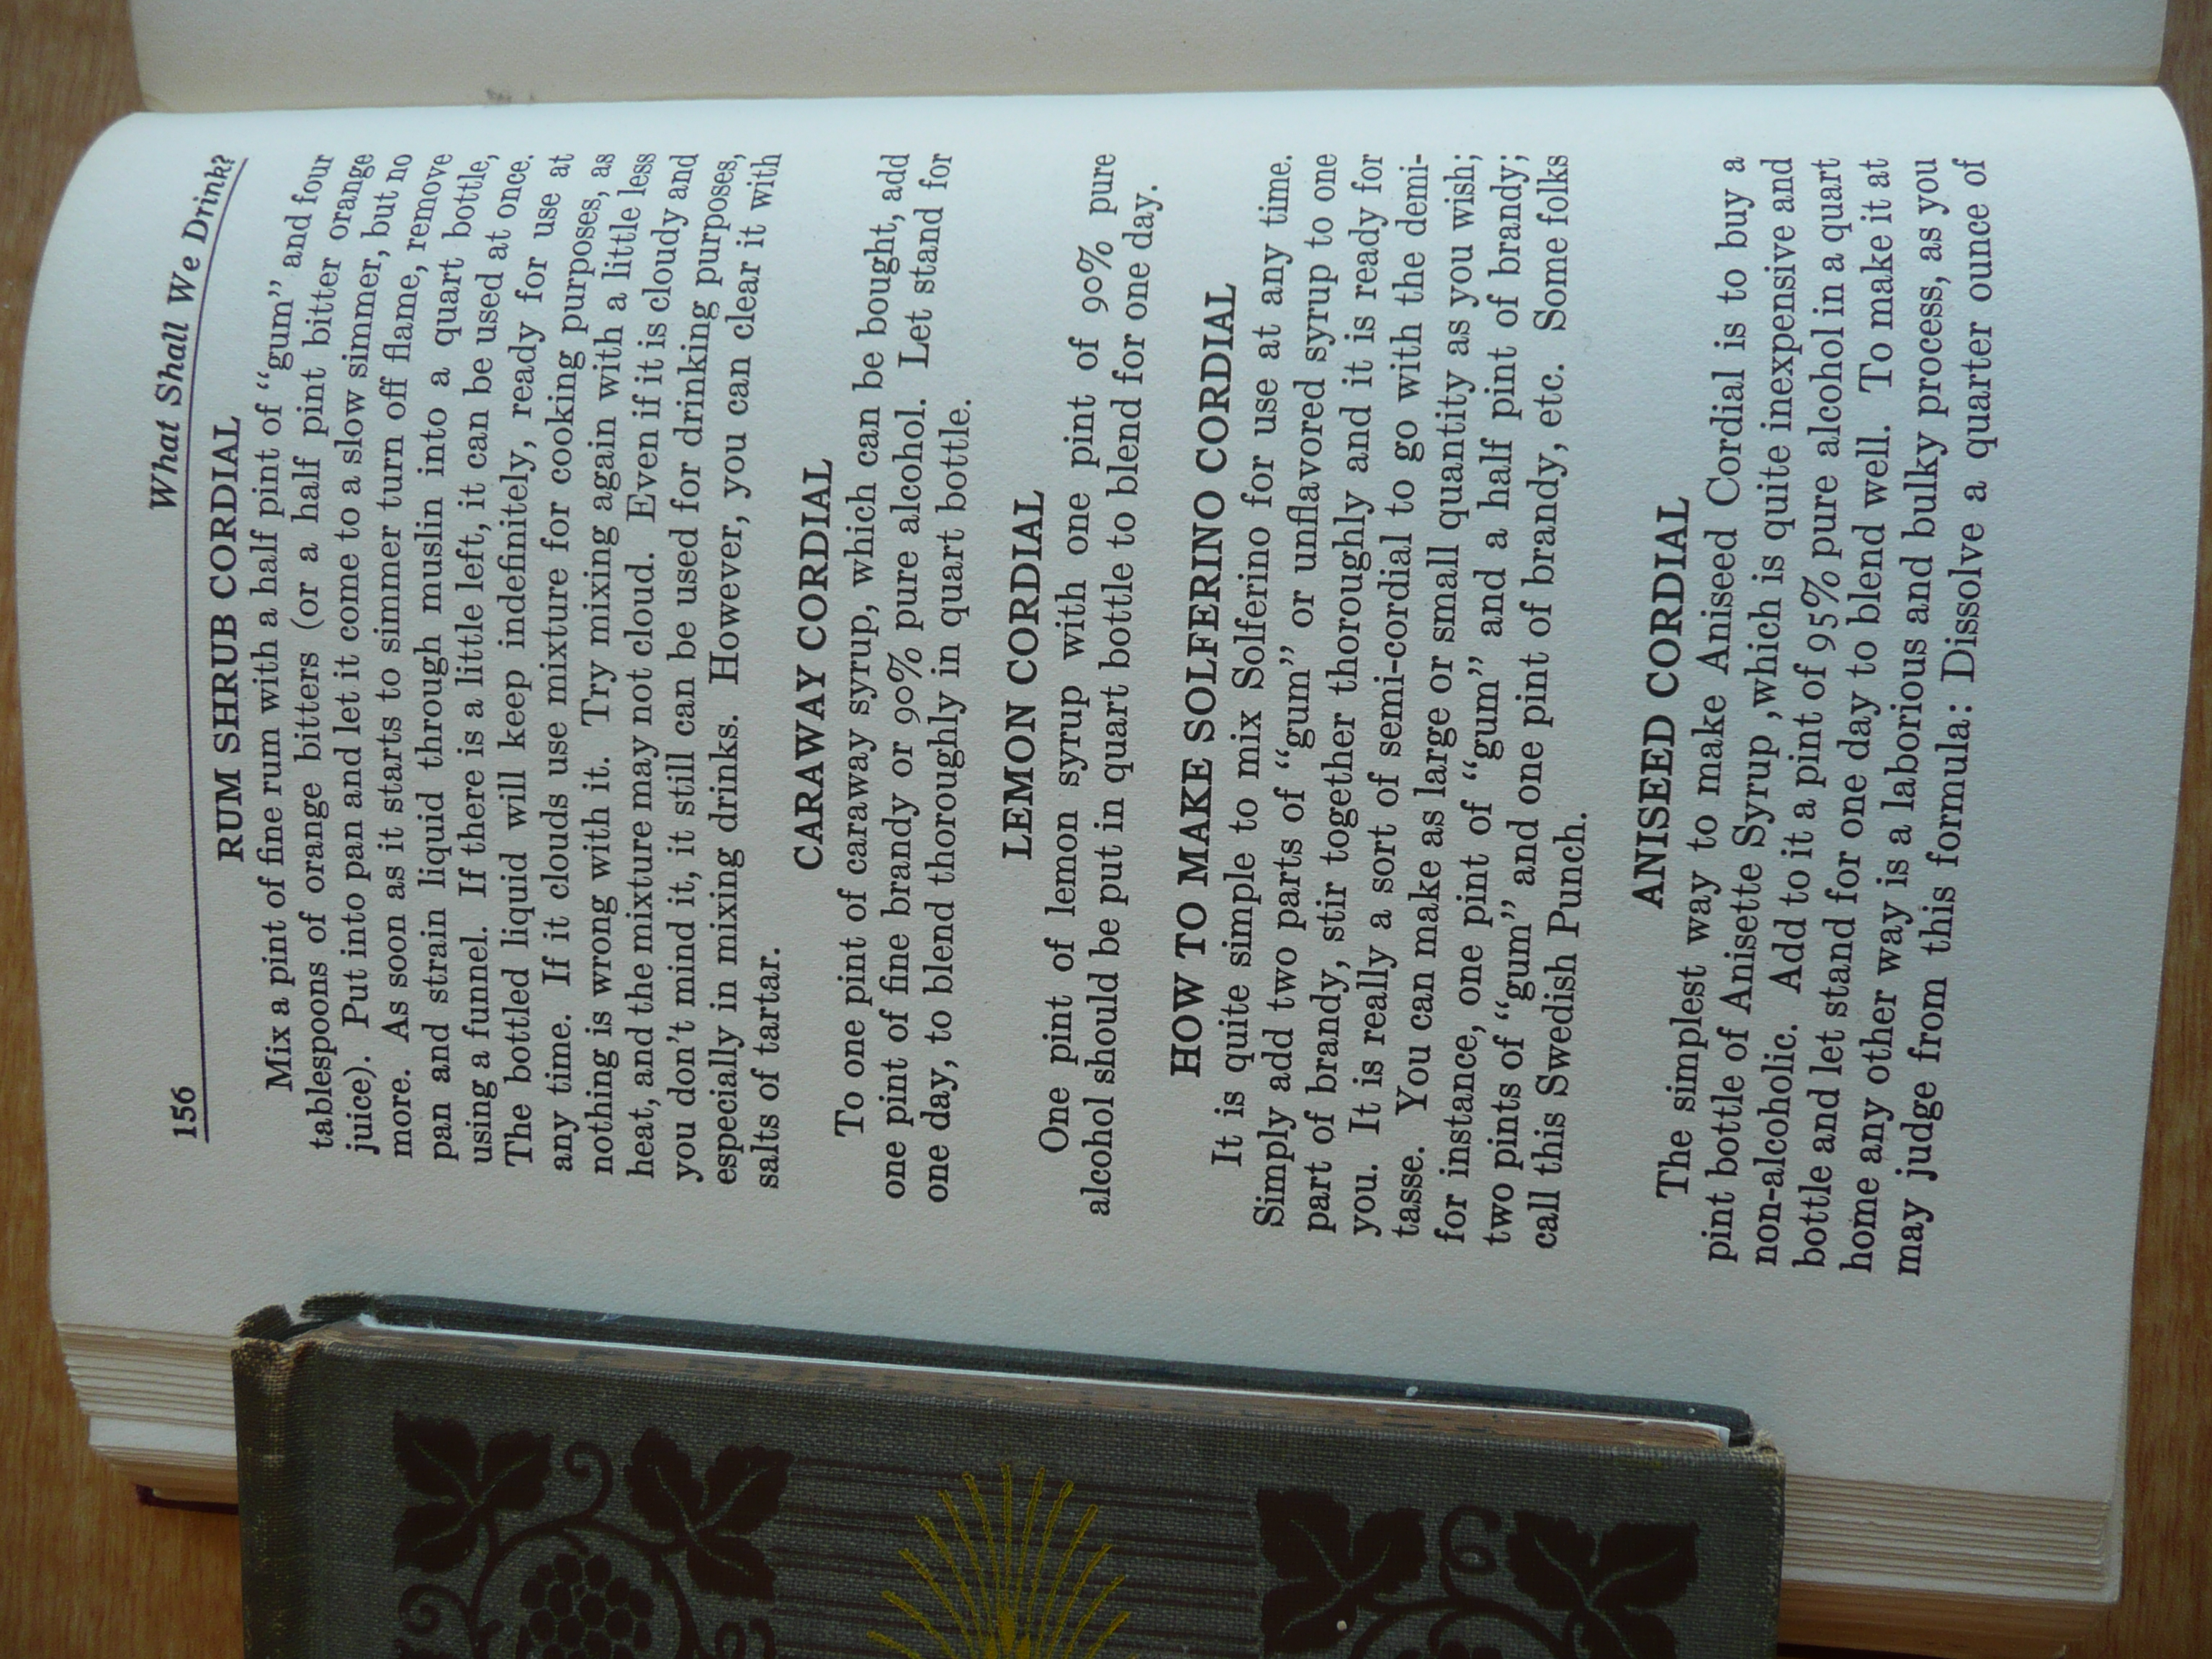 156 What Shall We Drink?
RUM SHRUB CORDIAL
Mix a pint of fine rum with a half pint of "gum" and four
tablespoons of orange bitters (or a half pint bitter orange
juice). Put into pan and let it come to a slow simmer, but no
more. As soon as it starts to simmer turn off flame, remove
pan and strain liquid through muslin into a quart bottle,
using a funnel. If there is a little left, it can be used at once.
The bottled liquid will keep indefinitely, ready for use at
any time. If it clouds use mixture for cooking purposes, as
nothing is wrong with it. Try mixing again with a little less
heat, and the mixture may not cloud. Even if it is cloudy and
you don't mind it, it still can be used for drinking purposes,
especially in mixing drinks. However, you can clear it with
salts of tartar.
CARAWAY CORDIAL
To one pint of caraway syrup, which can be bought, add
one pint of fine brandy or 90% pure alcohol. Let stand for
one day, to blend thoroughly in quart bottle.
LEMON CORDIAL
One pint of lemon syrup with one pint of 90% pure
alcohol should be put in quart bottle to blend for one day.
HOW TO MAKE SOLFERINO CORDIAL
It is quite simple to mix Solferino for use at any time.
Simply add two parts of "gum" or unflavored syrup to one
part of brandy, stir together thoroughly and it is ready for
you. It is really a sort of semi-cordial to go with the demi-
tasse. You can make as large or small quantity as you wish;
for instance, one pint of "gum" and a half pint of brandy;
two pints of "gum" and one pint of brandy, etc. Some folks
call this Swedish Punch.
ANISEED CORDIAL
The simplest way to make Aniseed Cordial is to buy a
pint bottle of Anisette Syrup ,which is quite inexpensive and
non-alcoholic. Add to it a pint of 95% pure alcohol in a quart
bottle and let stand for one day to blend well. To make it at
home any other way is a laborious and bulky process, as you
may judge from this formula: Dissolve a quarter ounce of